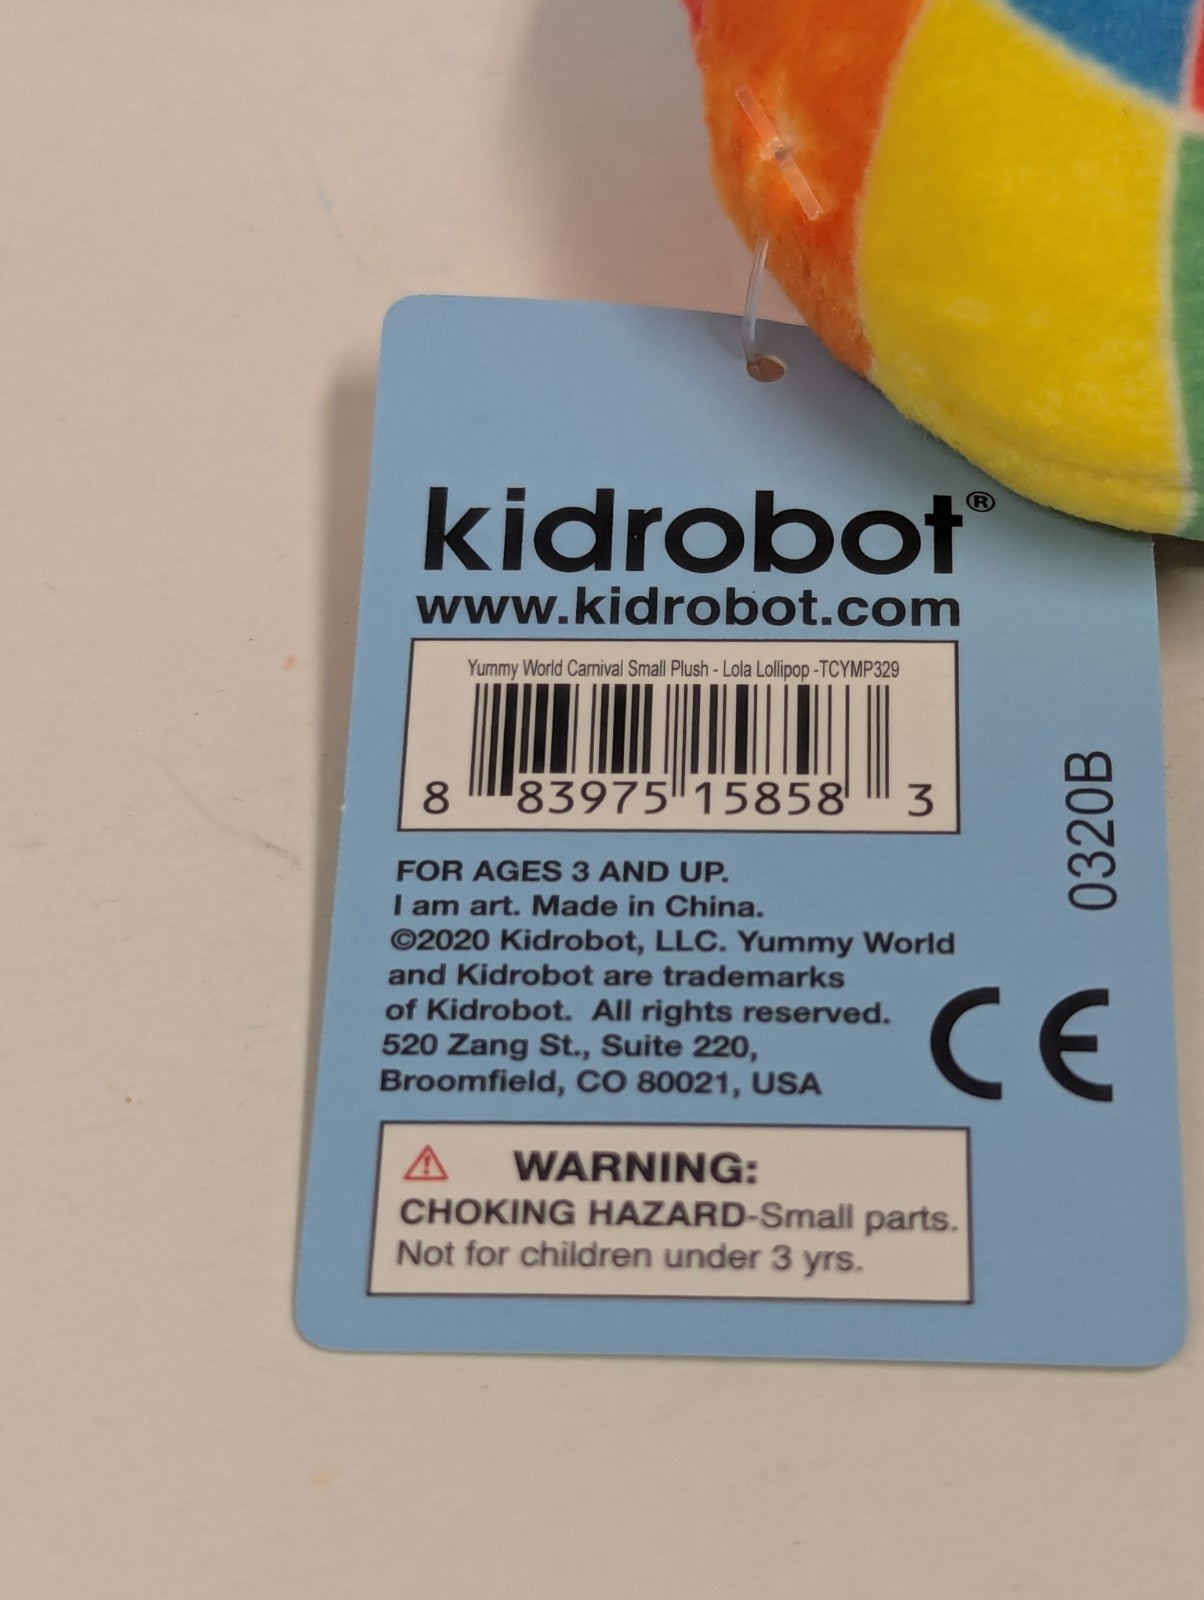 kidrobot®
www.kidrobot.com
Yummy World Carnival Small Plush - Lola Lollipop -TCYMP329
8 83975 15858 3
FOR AGES 3 AND UP.
I am art. Made in China.
©2020 Kidrobot, LLC. Yummy World
and Kidrobot are trademarks
of Kidrobot. All rights reserved.
520 Zang St., Suite 220,
Broomfield, CO 80021, USA
0320B
CE
WARNING:
CHOKING HAZARD-Small parts.
Not for children under 3 yrs.